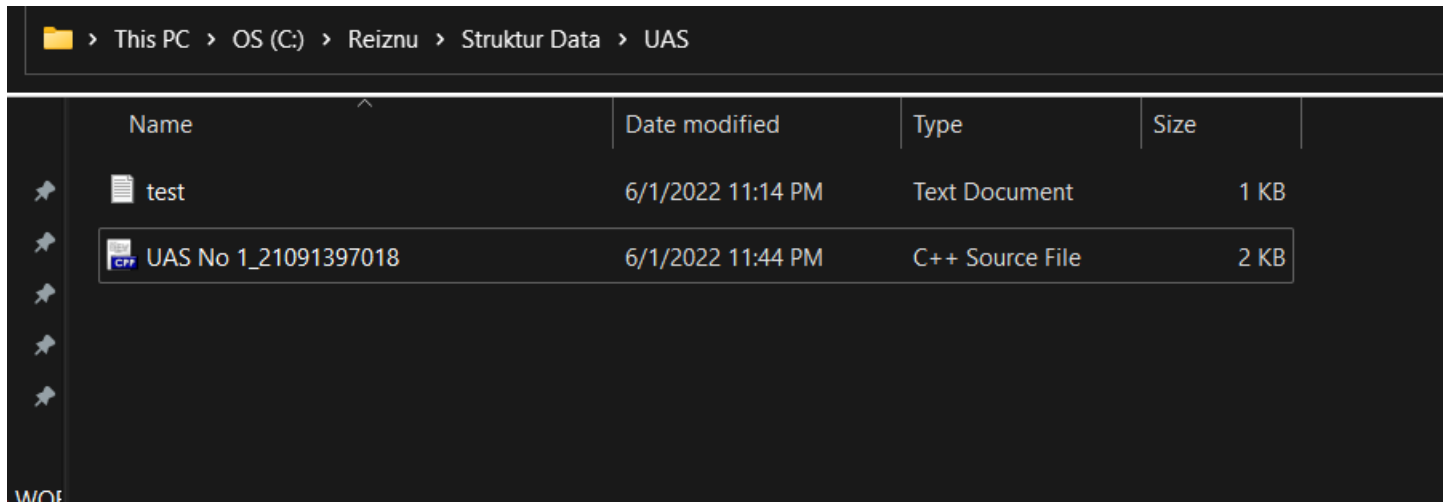 This PC > OS (C:) > Reiznu > Struktur Data > UAS
Name Date modified Type Size
test 6/1/2022 11:14 PM Text Document 1 KB
UAS No 1_21091397018 6/1/2022 11:44 PM C++ Source File 2 KB